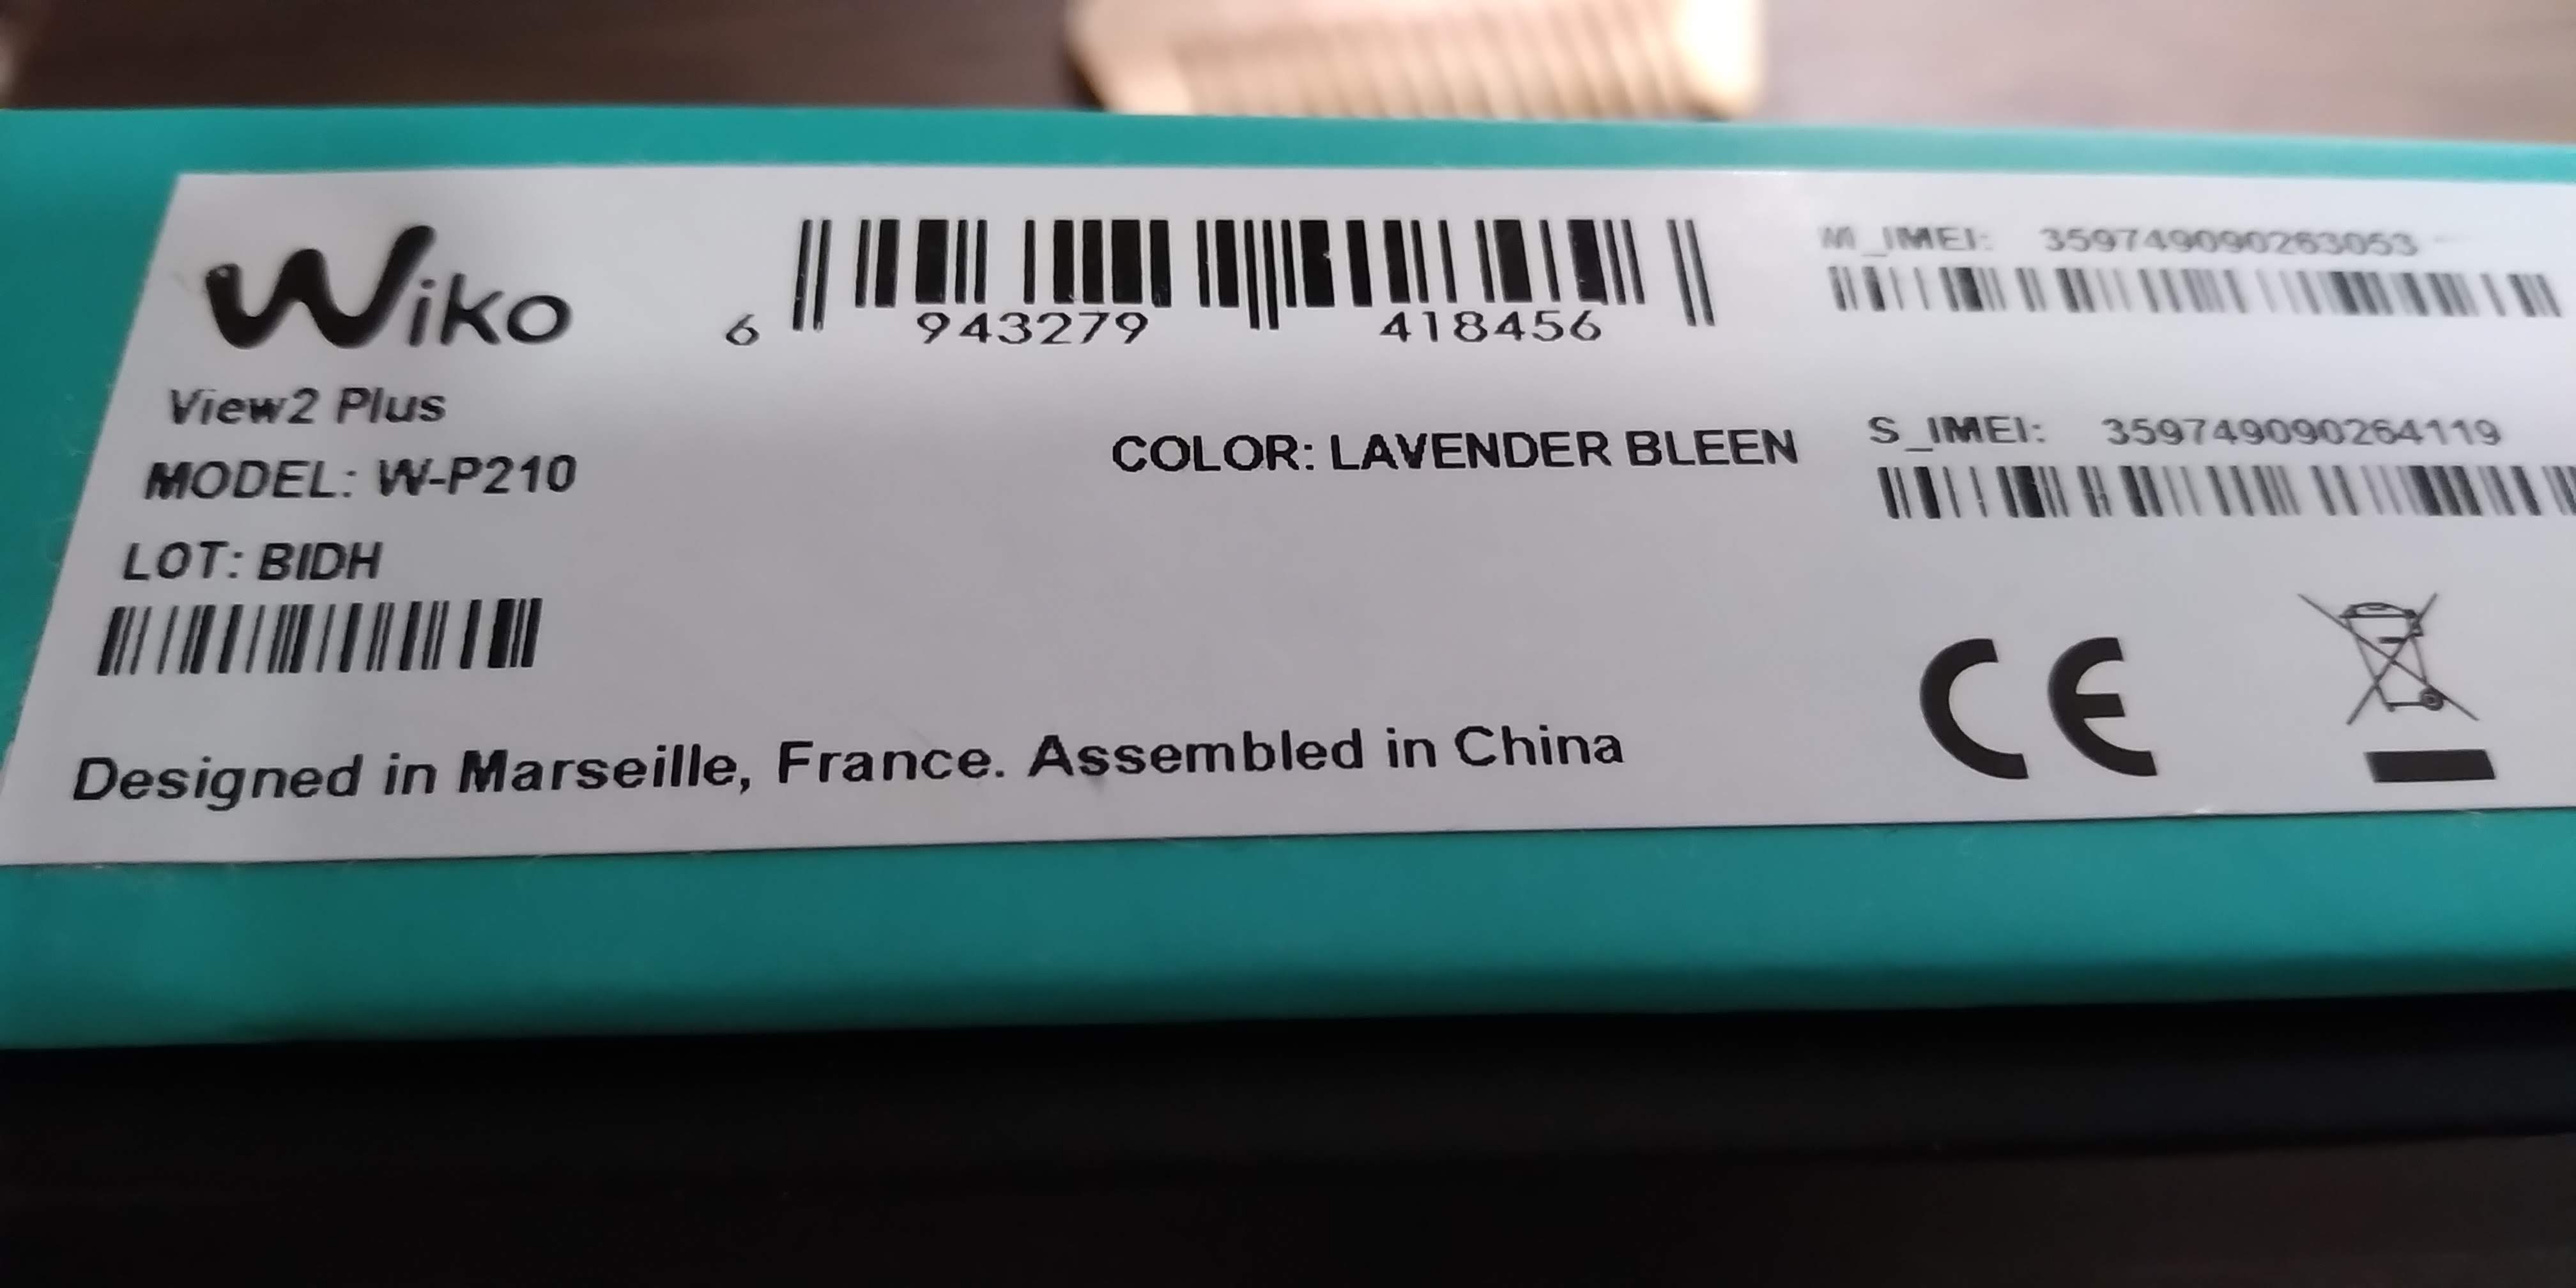 Wiko
6 943279 418456
M_IMEI: 359749090263053
View2 Plus
COLOR: LAVENDER BLEEN
S_IMEI: 359749090264119
MODEL: W-P210
LOT: BIDH
CE
Designed in Marseille, France. Assembled in China